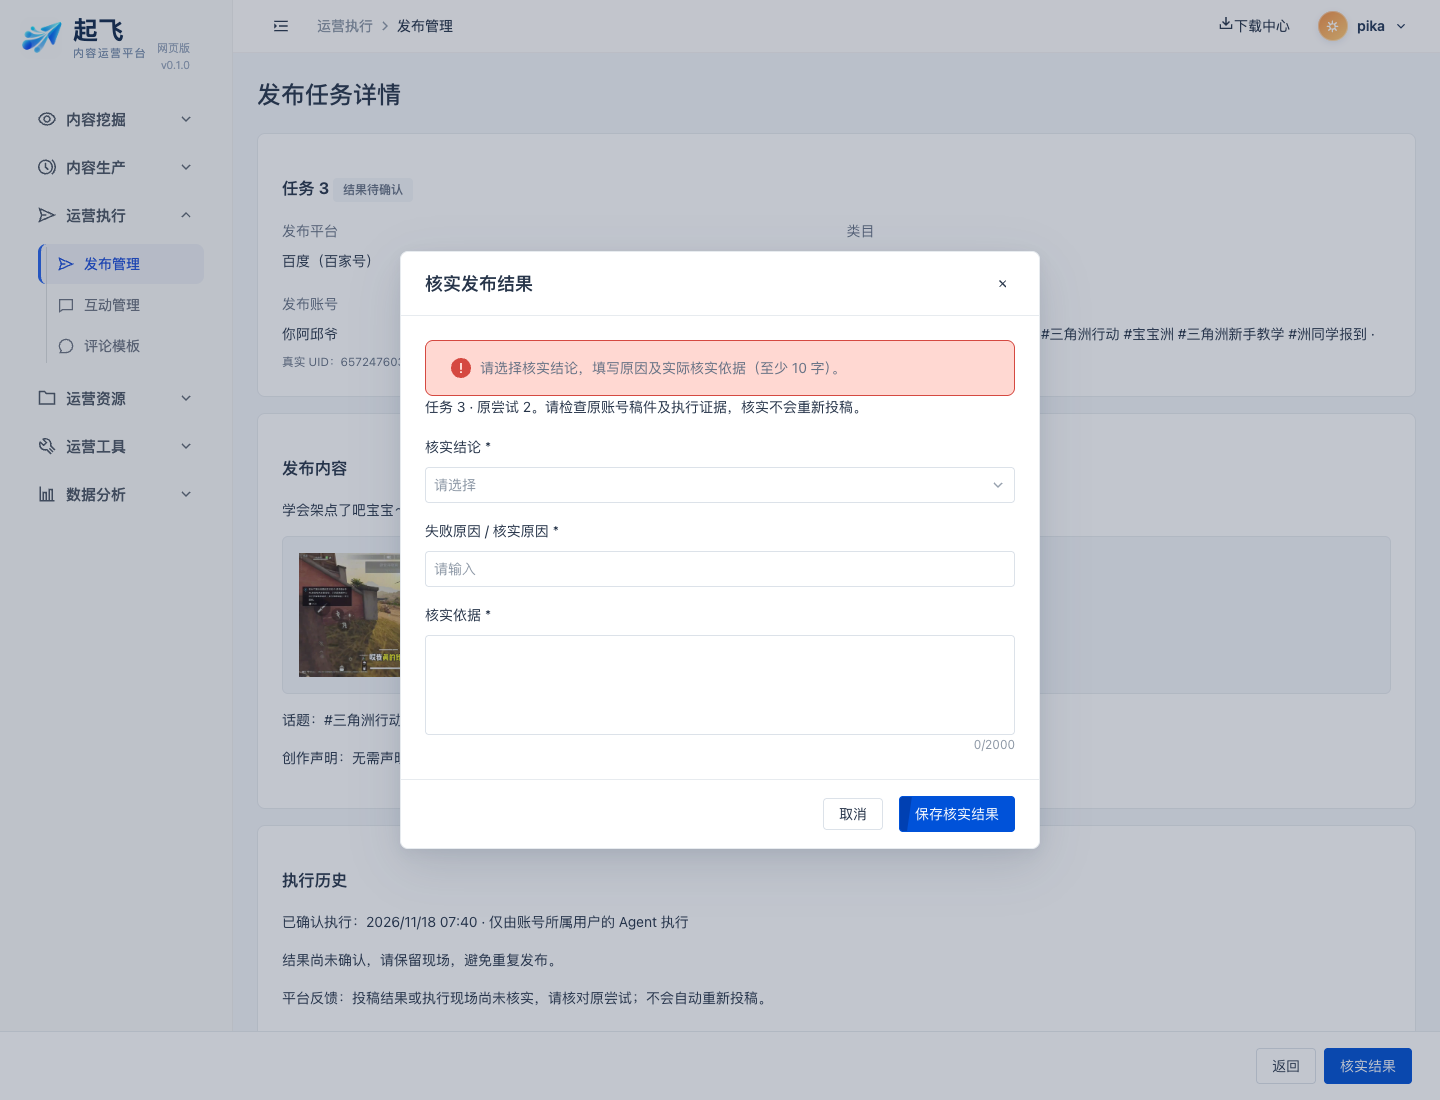 起飞
内容运营平台
网页版
v0.1.0
运营执行
发布管理
下载中心
pika
内容挖掘
内容生产
运营执行
发布管理
互动管理
评论模板
运营资源
运营工具
数据分析
发布任务详情
任务 3
结果待确认
发布平台
类目
百度（百家号）
发布账号
你阿邱爷
#三角洲行动 #宝宝洲 #三角洲新手教学 #洲同学报到 ·
真实 UID：65724760
发布内容
学会架点了吧宝宝~
话题：#三角洲行动
创作声明：无需声明
核实发布结果
请选择核实结论，填写原因及实际核实依据（至少 10 字）。
任务 3 · 原尝试 2。请检查原账号稿件及执行证据，核实不会重新投稿。
核实结论 *
请选择
失败原因 / 核实原因 *
请输入
核实依据 *
0/2000
取消
保存核实结果
执行历史
已确认执行：2026/11/18 07:40 · 仅由账号所属用户的 Agent 执行
结果尚未确认，请保留现场，避免重复发布。
平台反馈：投稿结果或执行现场尚未核实，请核对原尝试；不会自动重新投稿。
返回
核实结果